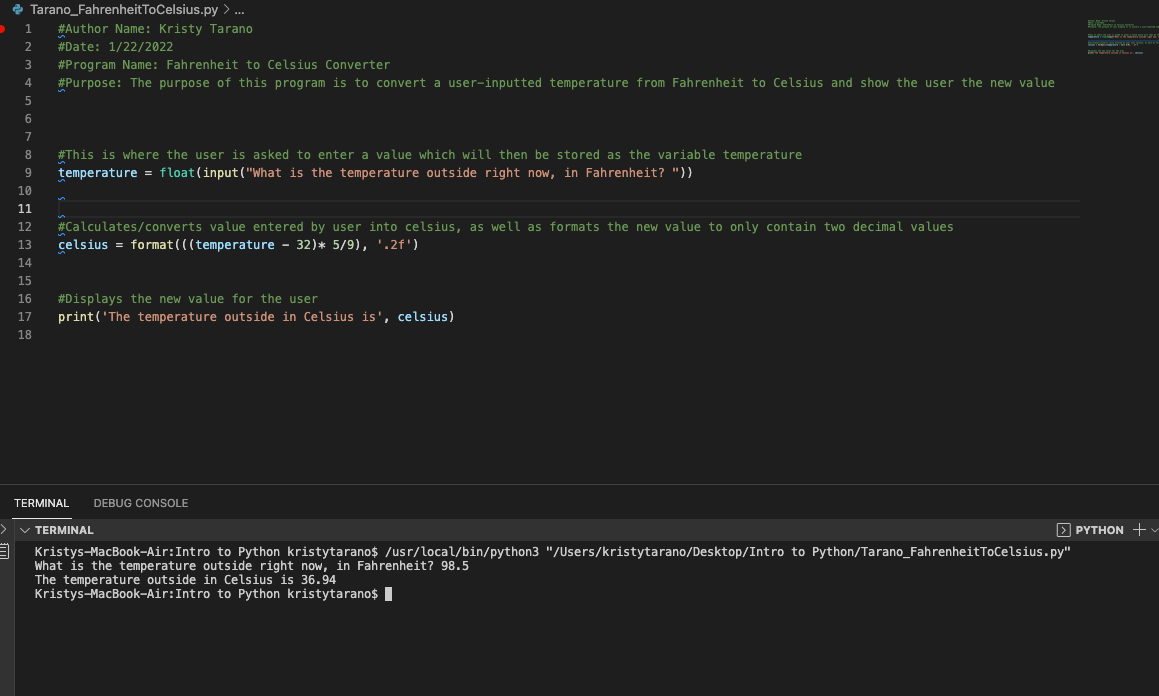 Tarano_FahrenheitToCelsius.py > ...
1 #Author Name: Kristy Tarano
2 #Date: 1/22/2022
3 #Program Name: Fahrenheit to Celsius Converter
4 #Purpose: The purpose of this program is to convert a user-inputted temperature from Fahrenheit to Celsius and show the user the new value
5
6
7
8 #This is where the user is asked to enter a value which will then be stored as the variable temperature
9 temperature = float(input("What is the temperature outside right now, in Fahrenheit? "))
10
11
12 #Calculates/converts value entered by user into celsius, as well as formats the new value to only contain two decimal values
13 celsius = format(((temperature - 32)* 5/9), '.2f')
14
15
16 #Displays the new value for the user
17 print('The temperature outside in Celsius is', celsius)
18
TERMINAL DEBUG CONSOLE
TERMINAL PYTHON
Kristys-MacBook-Air:Intro to Python kristytarano$ /usr/local/bin/python3 "/Users/kristytarano/Desktop/Intro to Python/Tarano_FahrenheitToCelsius.py"
What is the temperature outside right now, in Fahrenheit? 98.5
The temperature outside in Celsius is 36.94
Kristys-MacBook-Air:Intro to Python kristytarano$